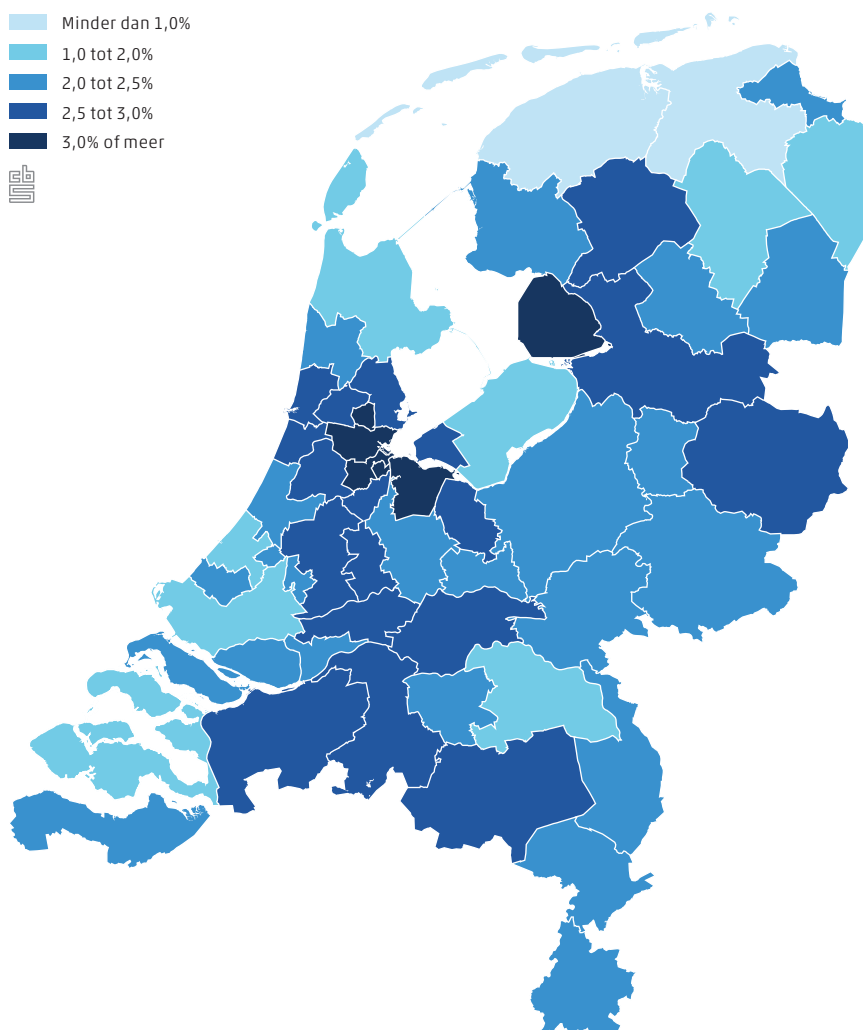 Minder dan 1,0%
1,0 tot 2,0%
2,0 tot 2,5%
2,5 tot 3,0%
3,0% of meer
cbs